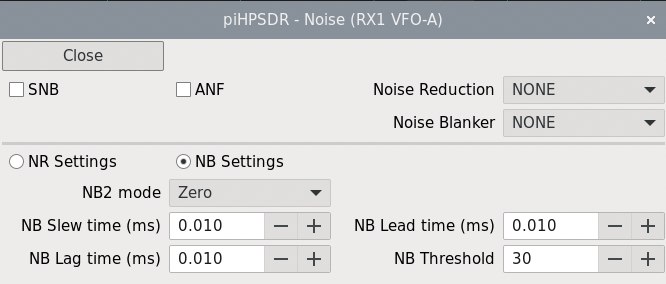 piHPSDR - Noise (RX1 VFO-A) ×
Close
SNB ANF Noise Reduction NONE
Noise Blanker NONE
NR Settings NB Settings
NB2 mode Zero
NB Slew time (ms) 0.010 − + NB Lead time (ms) 0.010 − +
NB Lag time (ms) 0.010 − + NB Threshold 30 − +